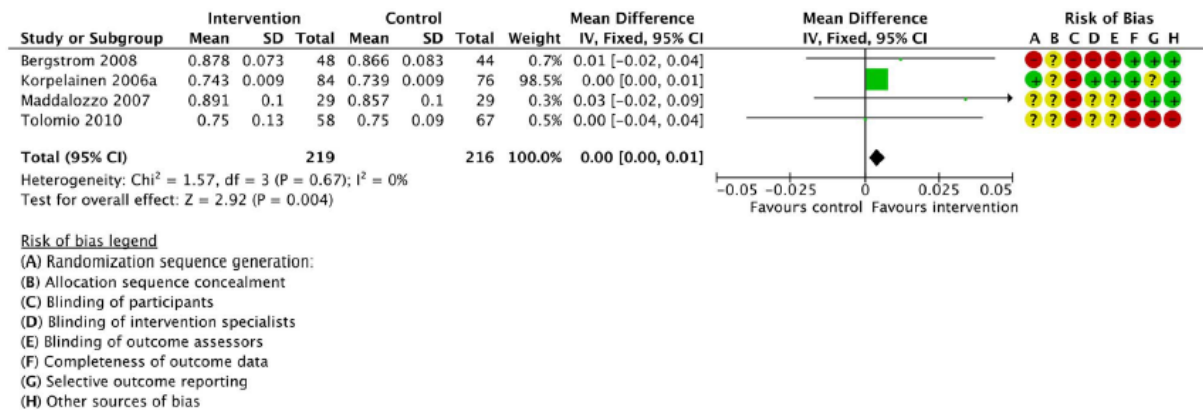 Intervention Control Mean Difference Mean Difference Risk of Bias
Study or Subgroup Mean SD Total Mean SD Total Weight IV, Fixed, 95% CI IV, Fixed, 95% CI A B C D E F G H
Bergstrom 2008 0.878 0.073 48 0.866 0.083 44 0.7% 0.01 [-0.02, 0.04] - ? - - - + + +
Korpelainen 2006a 0.743 0.009 84 0.739 0.009 76 98.5% 0.00 [0.00, 0.01] + ? - + + + ? +
Maddalozzo 2007 0.891 0.1 29 0.857 0.1 29 0.3% 0.03 [-0.02, 0.09] ? ? - ? ? - + +
Tolomio 2010 0.75 0.13 58 0.75 0.09 67 0.5% 0.00 [-0.04, 0.04] ? ? - ? ? - - -
Total (95% CI) 219 216 100.0% 0.00 [0.00, 0.01]
Heterogeneity: Chi² = 1.57, df = 3 (P = 0.67); I² = 0%
Test for overall effect: Z = 2.92 (P = 0.004)
-0.05 -0.025 0 0.025 0.05
Favours control Favours intervention
Risk of bias legend
(A) Randomization sequence generation:
(B) Allocation sequence concealment
(C) Blinding of participants
(D) Blinding of intervention specialists
(E) Blinding of outcome assessors
(F) Completeness of outcome data
(G) Selective outcome reporting
(H) Other sources of bias